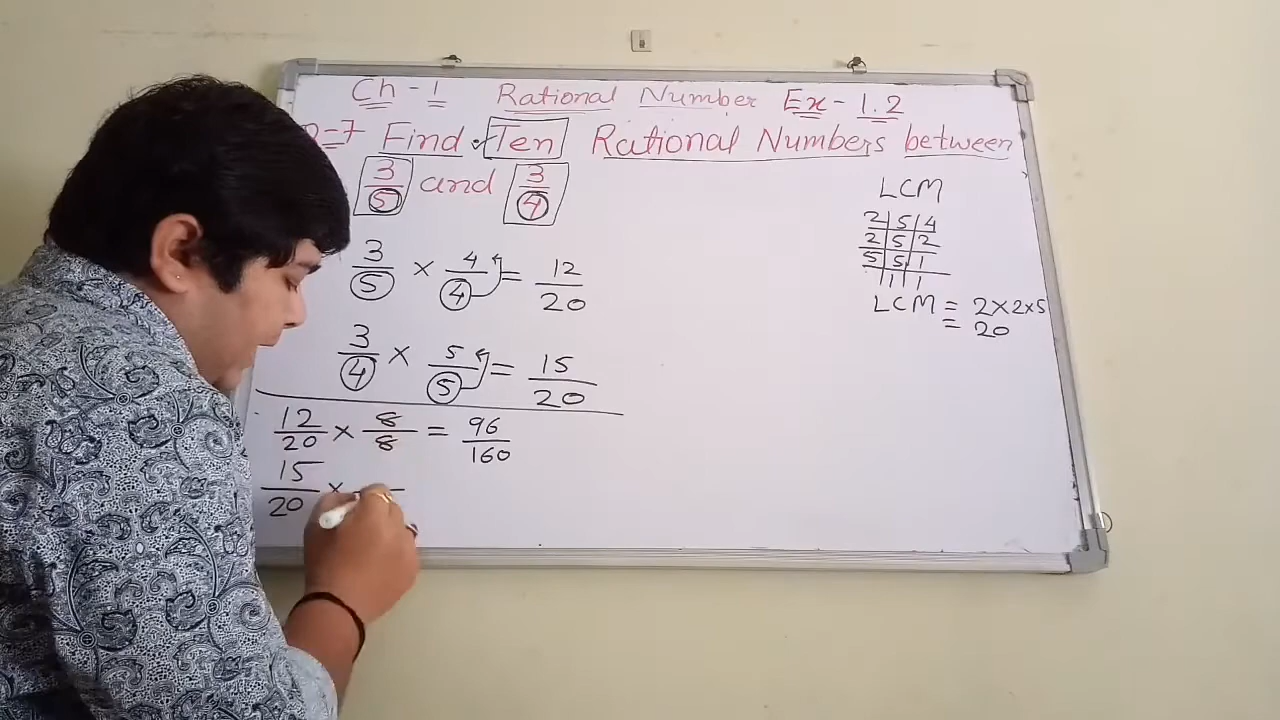 Ch - 1 Rational Number Ex - 1.2
-7 Find Ten Rational Numbers between
3/5 and 3/4
3/5 × 4/4 = 12/20
3/4 × 5/5 = 15/20
12/20 × 8/8 = 96/160
15/20 ×
LCM
2 | 5 | 4
2 | 5 | 2
5 | 5 | 1
1 | 1
LCM = 2×2×5
= 20